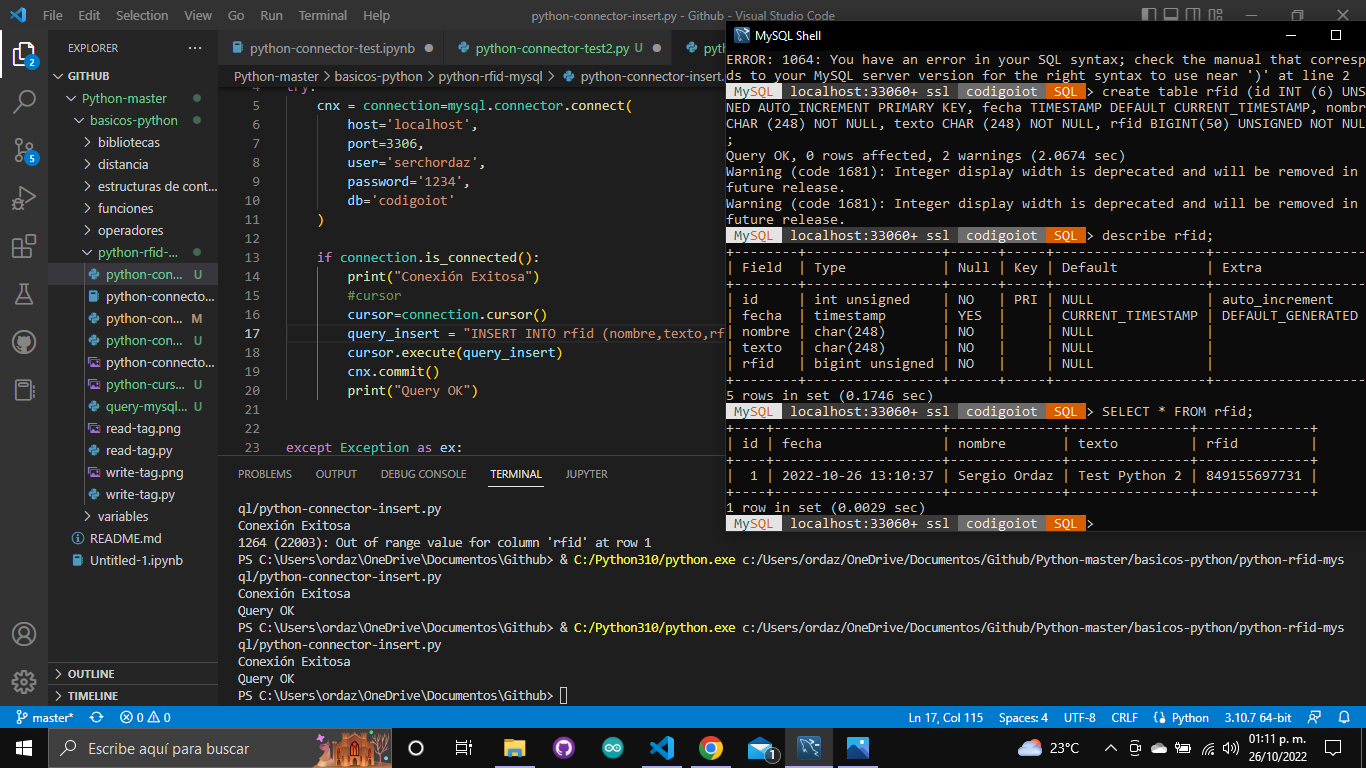 File Edit Selection View Go Run Terminal Help python-connector-insert.py - Github - Visual Studio Code
EXPLORER ...
GITHUB
Python-master
basicos-python
bibliotecas
distancia
estructuras de cont...
funciones
operadores
python-rfid-...
python-con... U
python-connecto...
python-con... M
python-con... U
python-connecto...
python-curs... U
query-mysql... U
read-tag.png
read-tag.py
write-tag.png
write-tag.py
variables
README.md
Untitled-1.ipynb
OUTLINE
TIMELINE
2
5
python-connector-test.ipynb python-connector-test2.py U
Python-master > basicos-python > python-rfid-mysql > python-connector-insert.
4 try:
5 cnx = connection=mysql.connector.connect(
6 host='localhost',
7 port=3306,
8 user='serchordaz',
9 password='1234',
10 db='codigoiot'
11 )
12
13 if connection.is_connected():
14 print("Conexión Exitosa")
15 #cursor
16 cursor=connection.cursor()
17 query_insert = "INSERT INTO rfid (nombre,texto,rf
18 cursor.execute(query_insert)
19 cnx.commit()
20 print("Query OK")
21
22
23 except Exception as ex:
MySQL Shell
ERROR: 1064: You have an error in your SQL syntax; check the manual that corresp
ds to your MySQL server version for the right syntax to use near ')' at line 2
MySQL localhost:33060+ ssl codigoiot SQL > create table rfid (id INT (6) UNS
NED AUTO_INCREMENT PRIMARY KEY, fecha TIMESTAMP DEFAULT CURRENT_TIMESTAMP, nombr
CHAR (248) NOT NULL, texto CHAR (248) NOT NULL, rfid BIGINT(50) UNSIGNED NOT NUL
;
Query OK, 0 rows affected, 2 warnings (2.0674 sec)
Warning (code 1681): Integer display width is deprecated and will be removed in
future release.
Warning (code 1681): Integer display width is deprecated and will be removed in
future release.
MySQL localhost:33060+ ssl codigoiot SQL > describe rfid;
| Field | Type | Null | Key | Default | Extra
| id | int unsigned | NO | PRI | NULL | auto_increment
| fecha | timestamp | YES | | CURRENT_TIMESTAMP | DEFAULT_GENERATED
| nombre | char(248) | NO | | NULL |
| texto | char(248) | NO | | NULL |
| rfid | bigint unsigned | NO | | NULL |
5 rows in set (0.1746 sec)
MySQL localhost:33060+ ssl codigoiot SQL > SELECT * FROM rfid;
| id | fecha | nombre | texto | rfid |
| 1 | 2022-10-26 13:10:37 | Sergio Ordaz | Test Python 2 | 849155697731 |
1 row in set (0.0029 sec)
MySQL localhost:33060+ ssl codigoiot SQL >
PROBLEMS OUTPUT DEBUG CONSOLE TERMINAL JUPYTER
ql/python-connector-insert.py
Conexión Exitosa
1264 (22003): Out of range value for column 'rfid' at row 1
PS C:\Users\ordaz\OneDrive\Documentos\Github> & C:/Python310/python.exe c:/Users/ordaz/OneDrive/Documentos/Github/Python-master/basicos-python/python-rfid-mys
ql/python-connector-insert.py
Conexión Exitosa
Query OK
PS C:\Users\ordaz\OneDrive\Documentos\Github> & C:/Python310/python.exe c:/Users/ordaz/OneDrive/Documentos/Github/Python-master/basicos-python/python-rfid-mys
ql/python-connector-insert.py
Conexión Exitosa
Query OK
PS C:\Users\ordaz\OneDrive\Documentos\Github>
master* 0 0 Ln 17, Col 115 Spaces: 4 UTF-8 CRLF Python 3.10.7 64-bit
Escribe aquí para buscar 1 23°C 01:11 p. m.
26/10/2022